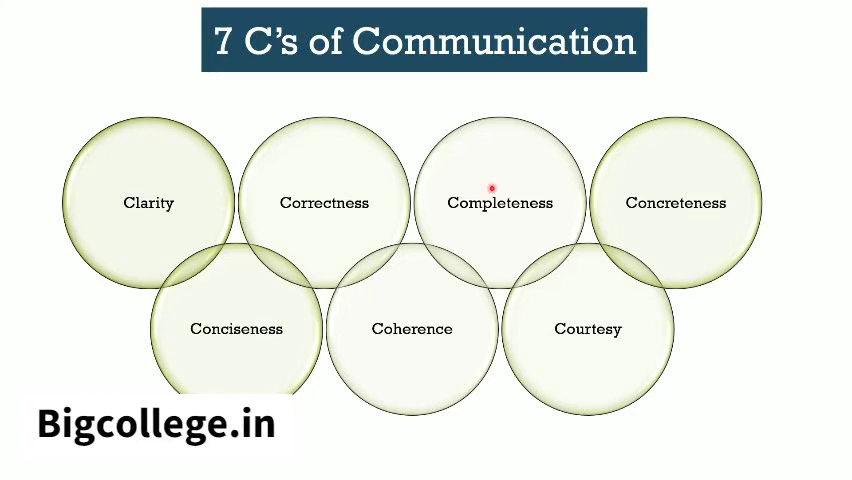 7 C's of Communication
Clarity
Correctness
Completeness
Concreteness
Conciseness
Coherence
Courtesy
Bigcollege.in